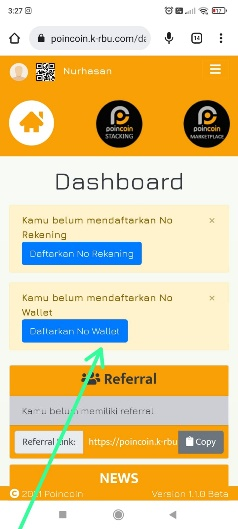 3:27
poincoin.k-rbu.com/da
14
Nurhasan
poincoin
STACKING
poincoin
MARKETPLACE
Dashboard
Kamu belum mendaftarkan No
Rekening
×
Daftarkan No Rekening
Kamu belum mendaftarkan No
Wallet
×
Daftarkan No Wallet
Referral
Kamu belum memiliki referral
Referral Link:
https://poincoin.k-rbu
Copy
NEWS
© 2021 Poincoin
Version 1.1.0 Beta